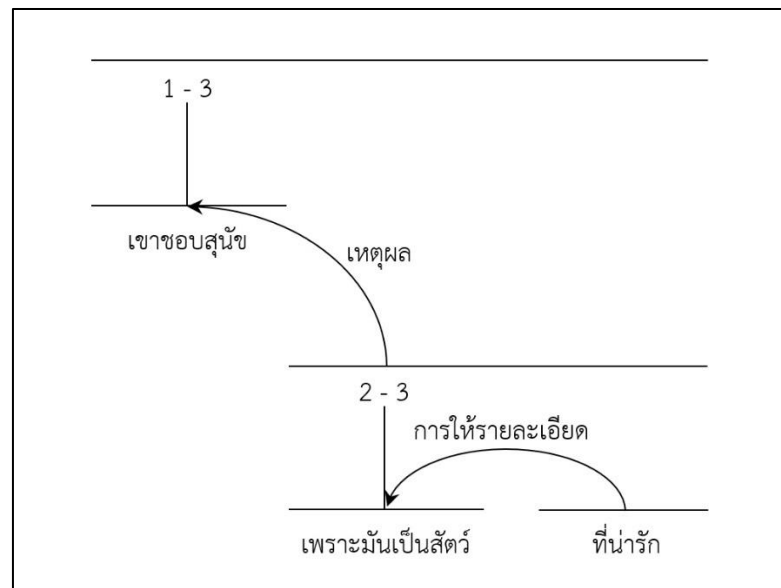 1 - 3
เขาชอบสุนัข
เหตุผล
2 - 3
การให้รายละเอียด
เพราะมันเป็นสัตว์
ที่น่ารัก